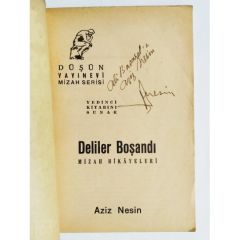 DÜŞÜN
YAYINEVİ
MİZAH SERİSİ
YEDİNCİ
KİTABINI
SUNAR
Deliler Boşandı
MİZAH HİKÂYELERİ
Aziz Nesin